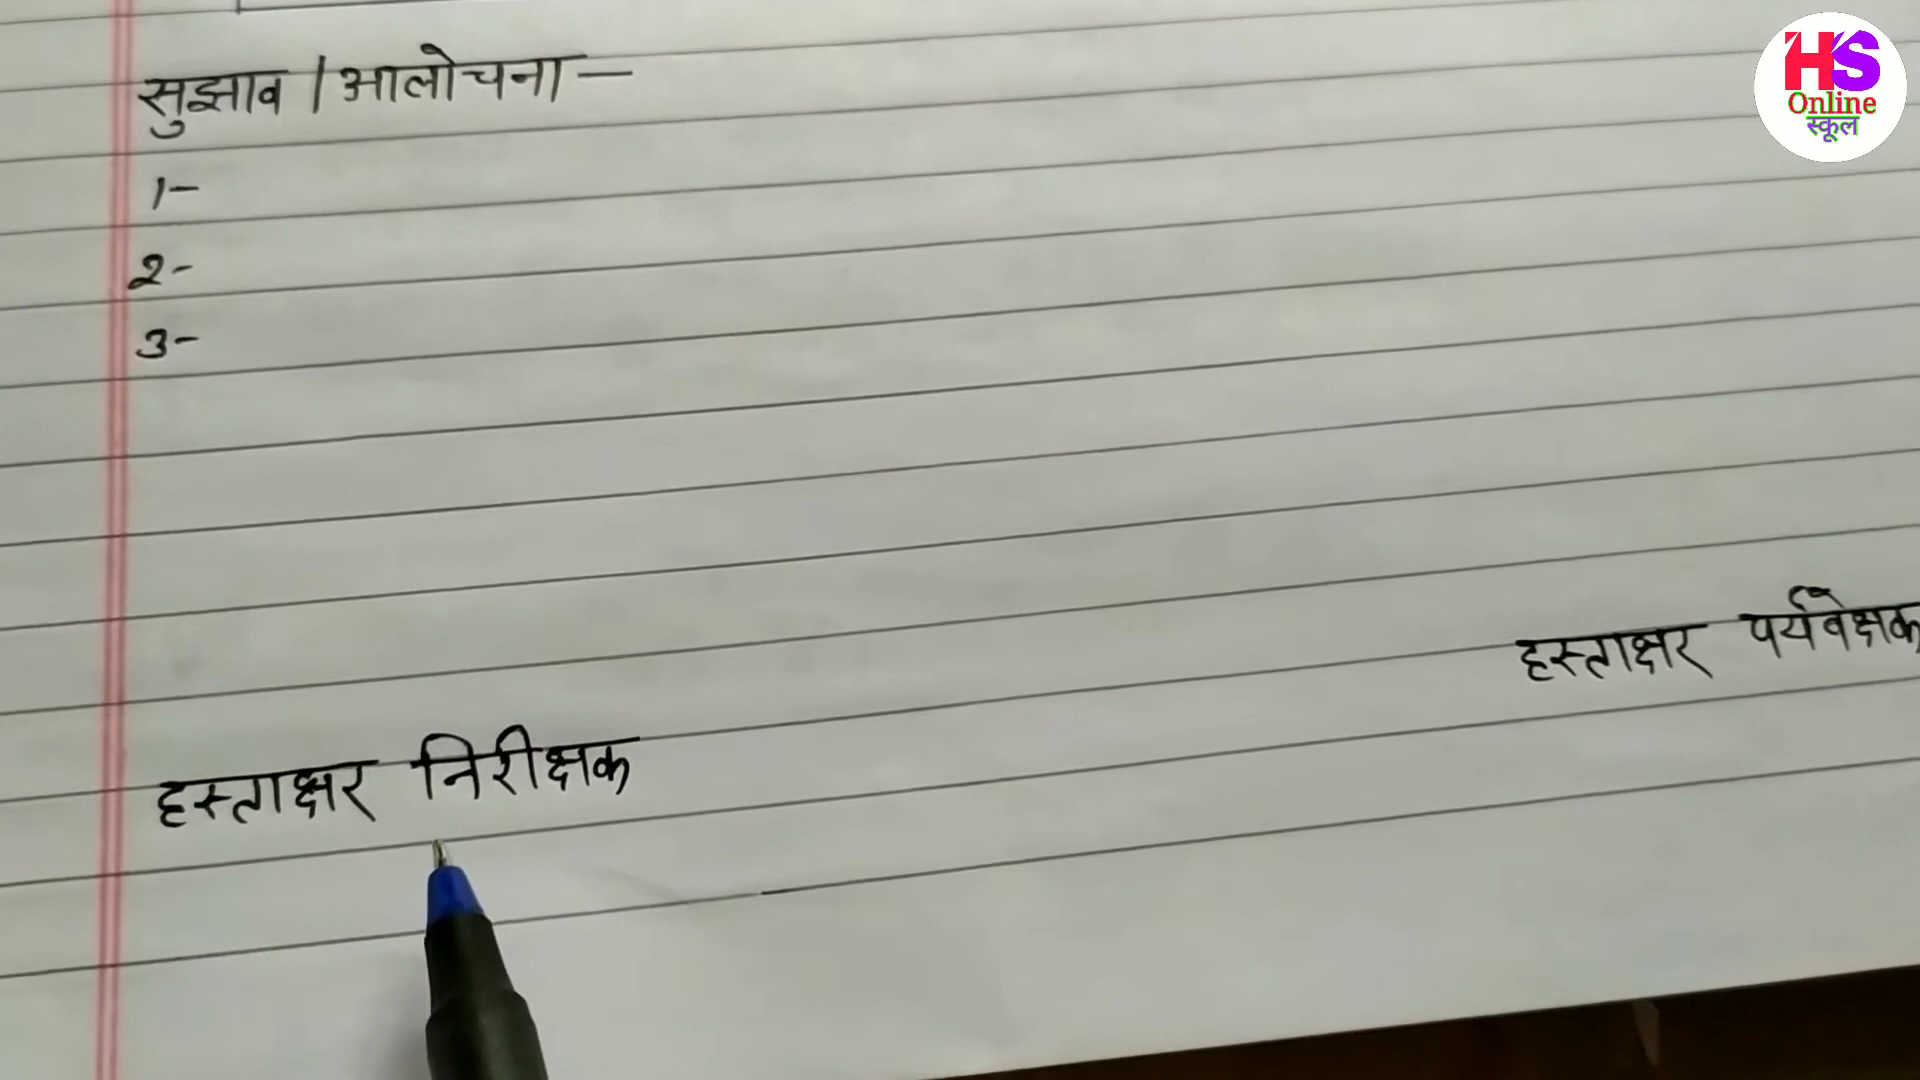 सुझाव / आलोचना —
1-
2-
3-
हस्ताक्षर पर्यवेक्षक
हस्ताक्षर निरीक्षक
HS
Online
स्कूल